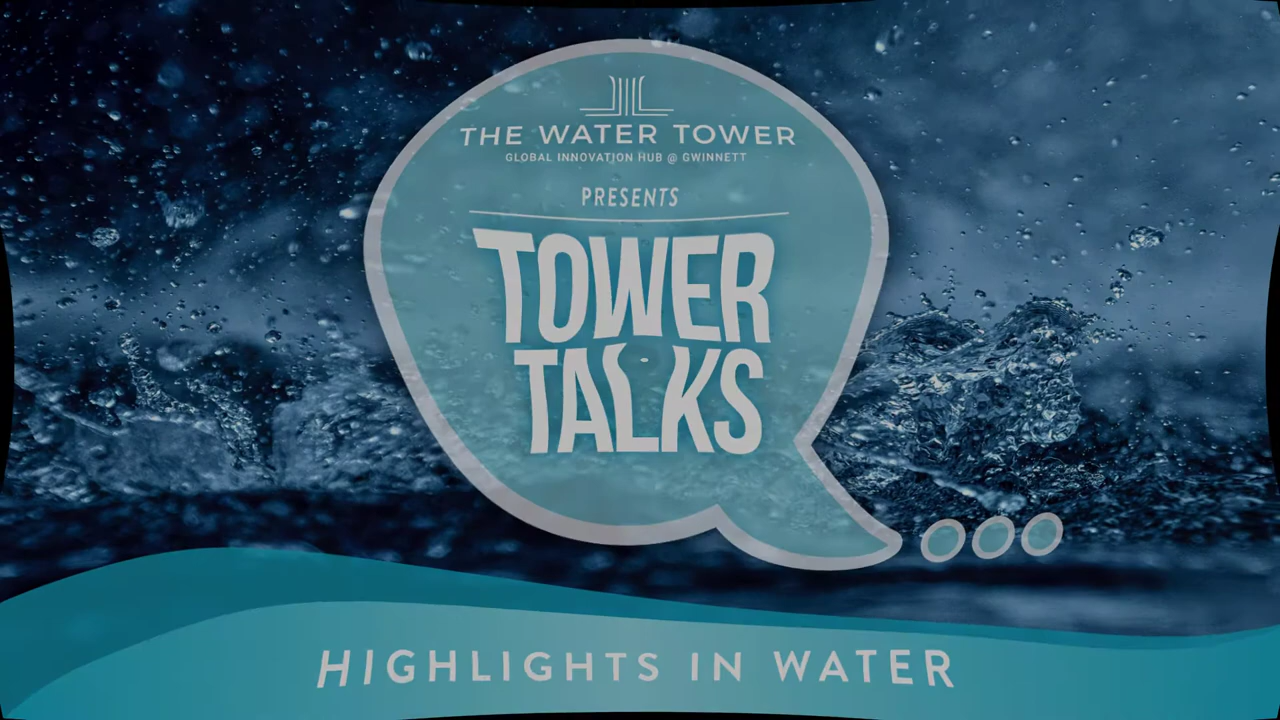 THE WATER TOWER
GLOBAL INNOVATION HUB @ GWINNETT
PRESENTS
TOWER
TALKS
HIGHLIGHTS IN WATER